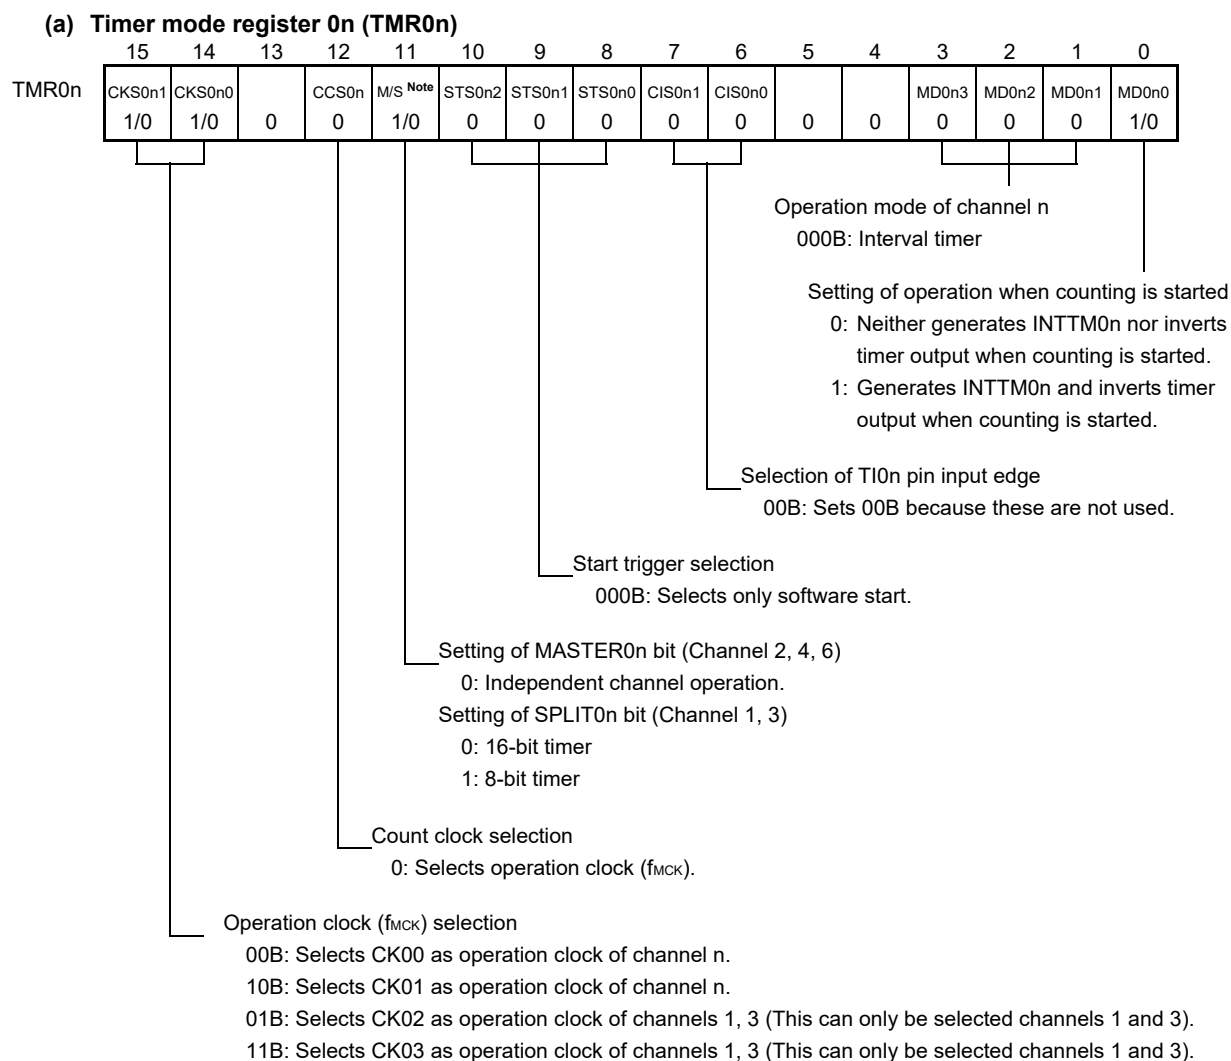 (a) Timer mode register 0n (TMR0n)
15 14 13 12 11 10 9 8 7 6 5 4 3 2 1 0
TMR0n CKS0n1 CKS0n0 CCS0n M/S Note STS0n2 STS0n1 STS0n0 CIS0n1 CIS0n0 MD0n3 MD0n2 MD0n1 MD0n0
1/0 1/0 0 0 1/0 0 0 0 0 0 0 0 0 0 0 1/0
Operation mode of channel n
000B: Interval timer
Setting of operation when counting is started
0: Neither generates INTTM0n nor inverts
timer output when counting is started.
1: Generates INTTM0n and inverts timer
output when counting is started.
Selection of TI0n pin input edge
00B: Sets 00B because these are not used.
Start trigger selection
000B: Selects only software start.
Setting of MASTER0n bit (Channel 2, 4, 6)
0: Independent channel operation.
Setting of SPLIT0n bit (Channel 1, 3)
0: 16-bit timer
1: 8-bit timer
Count clock selection
0: Selects operation clock (fMCK).
Operation clock (fMCK) selection
00B: Selects CK00 as operation clock of channel n.
10B: Selects CK01 as operation clock of channel n.
01B: Selects CK02 as operation clock of channels 1, 3 (This can only be selected channels 1 and 3).
11B: Selects CK03 as operation clock of channels 1, 3 (This can only be selected channels 1 and 3).